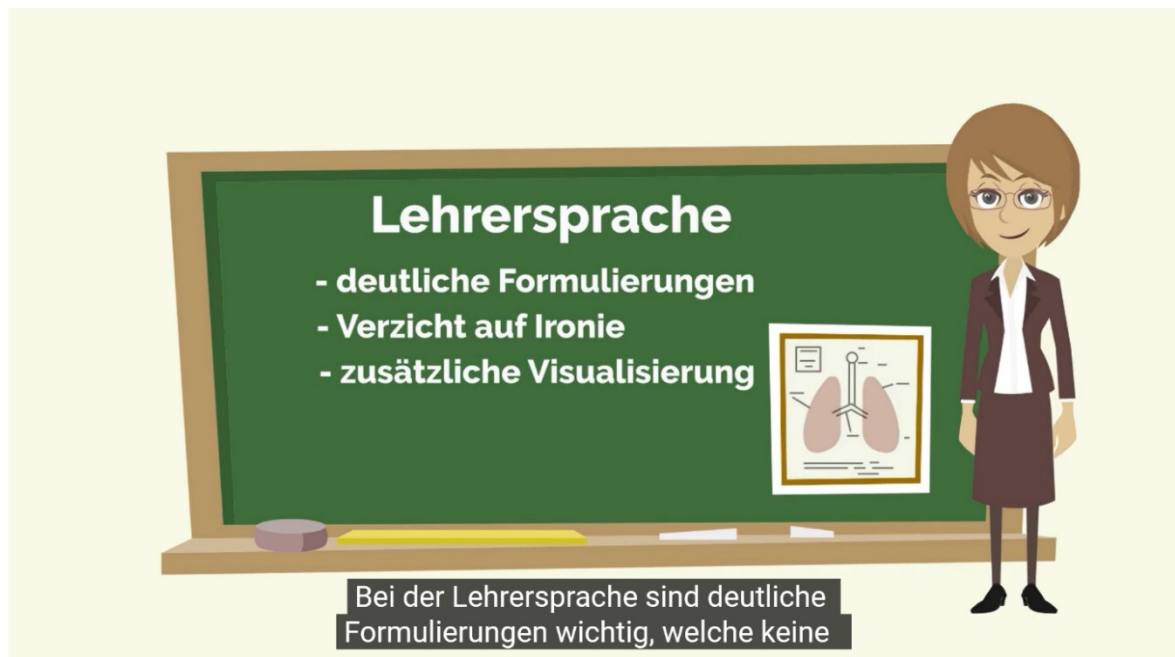 Lehrersprache
- deutliche Formulierungen
- Verzicht auf Ironie
- zusätzliche Visualisierung
Bei der Lehrersprache sind deutliche
Formulierungen wichtig, welche keine